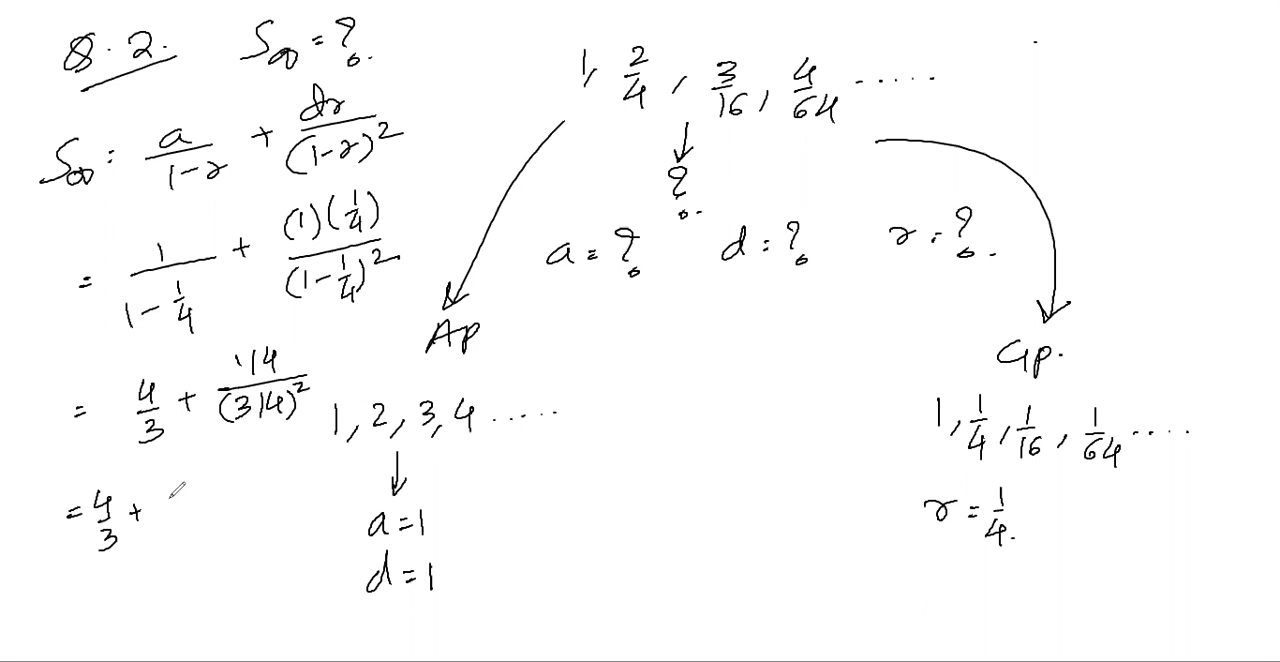 Q.2. S∞ = ?
1, 2/4, 3/16, 4/64 .....
S∞ = a/(1-r) + dr/(1-r)^2
?
= 1/(1-1/4) + (1)(1/4)/(1-1/4)^2
a = ? d = ? r = ?
AP
GP.
= 4/3 + 1/4/(3/4)^2
1, 2, 3, 4 .....
1, 1/4, 1/16, 1/64 ....
= 4/3 +
a = 1
d = 1
r = 1/4.